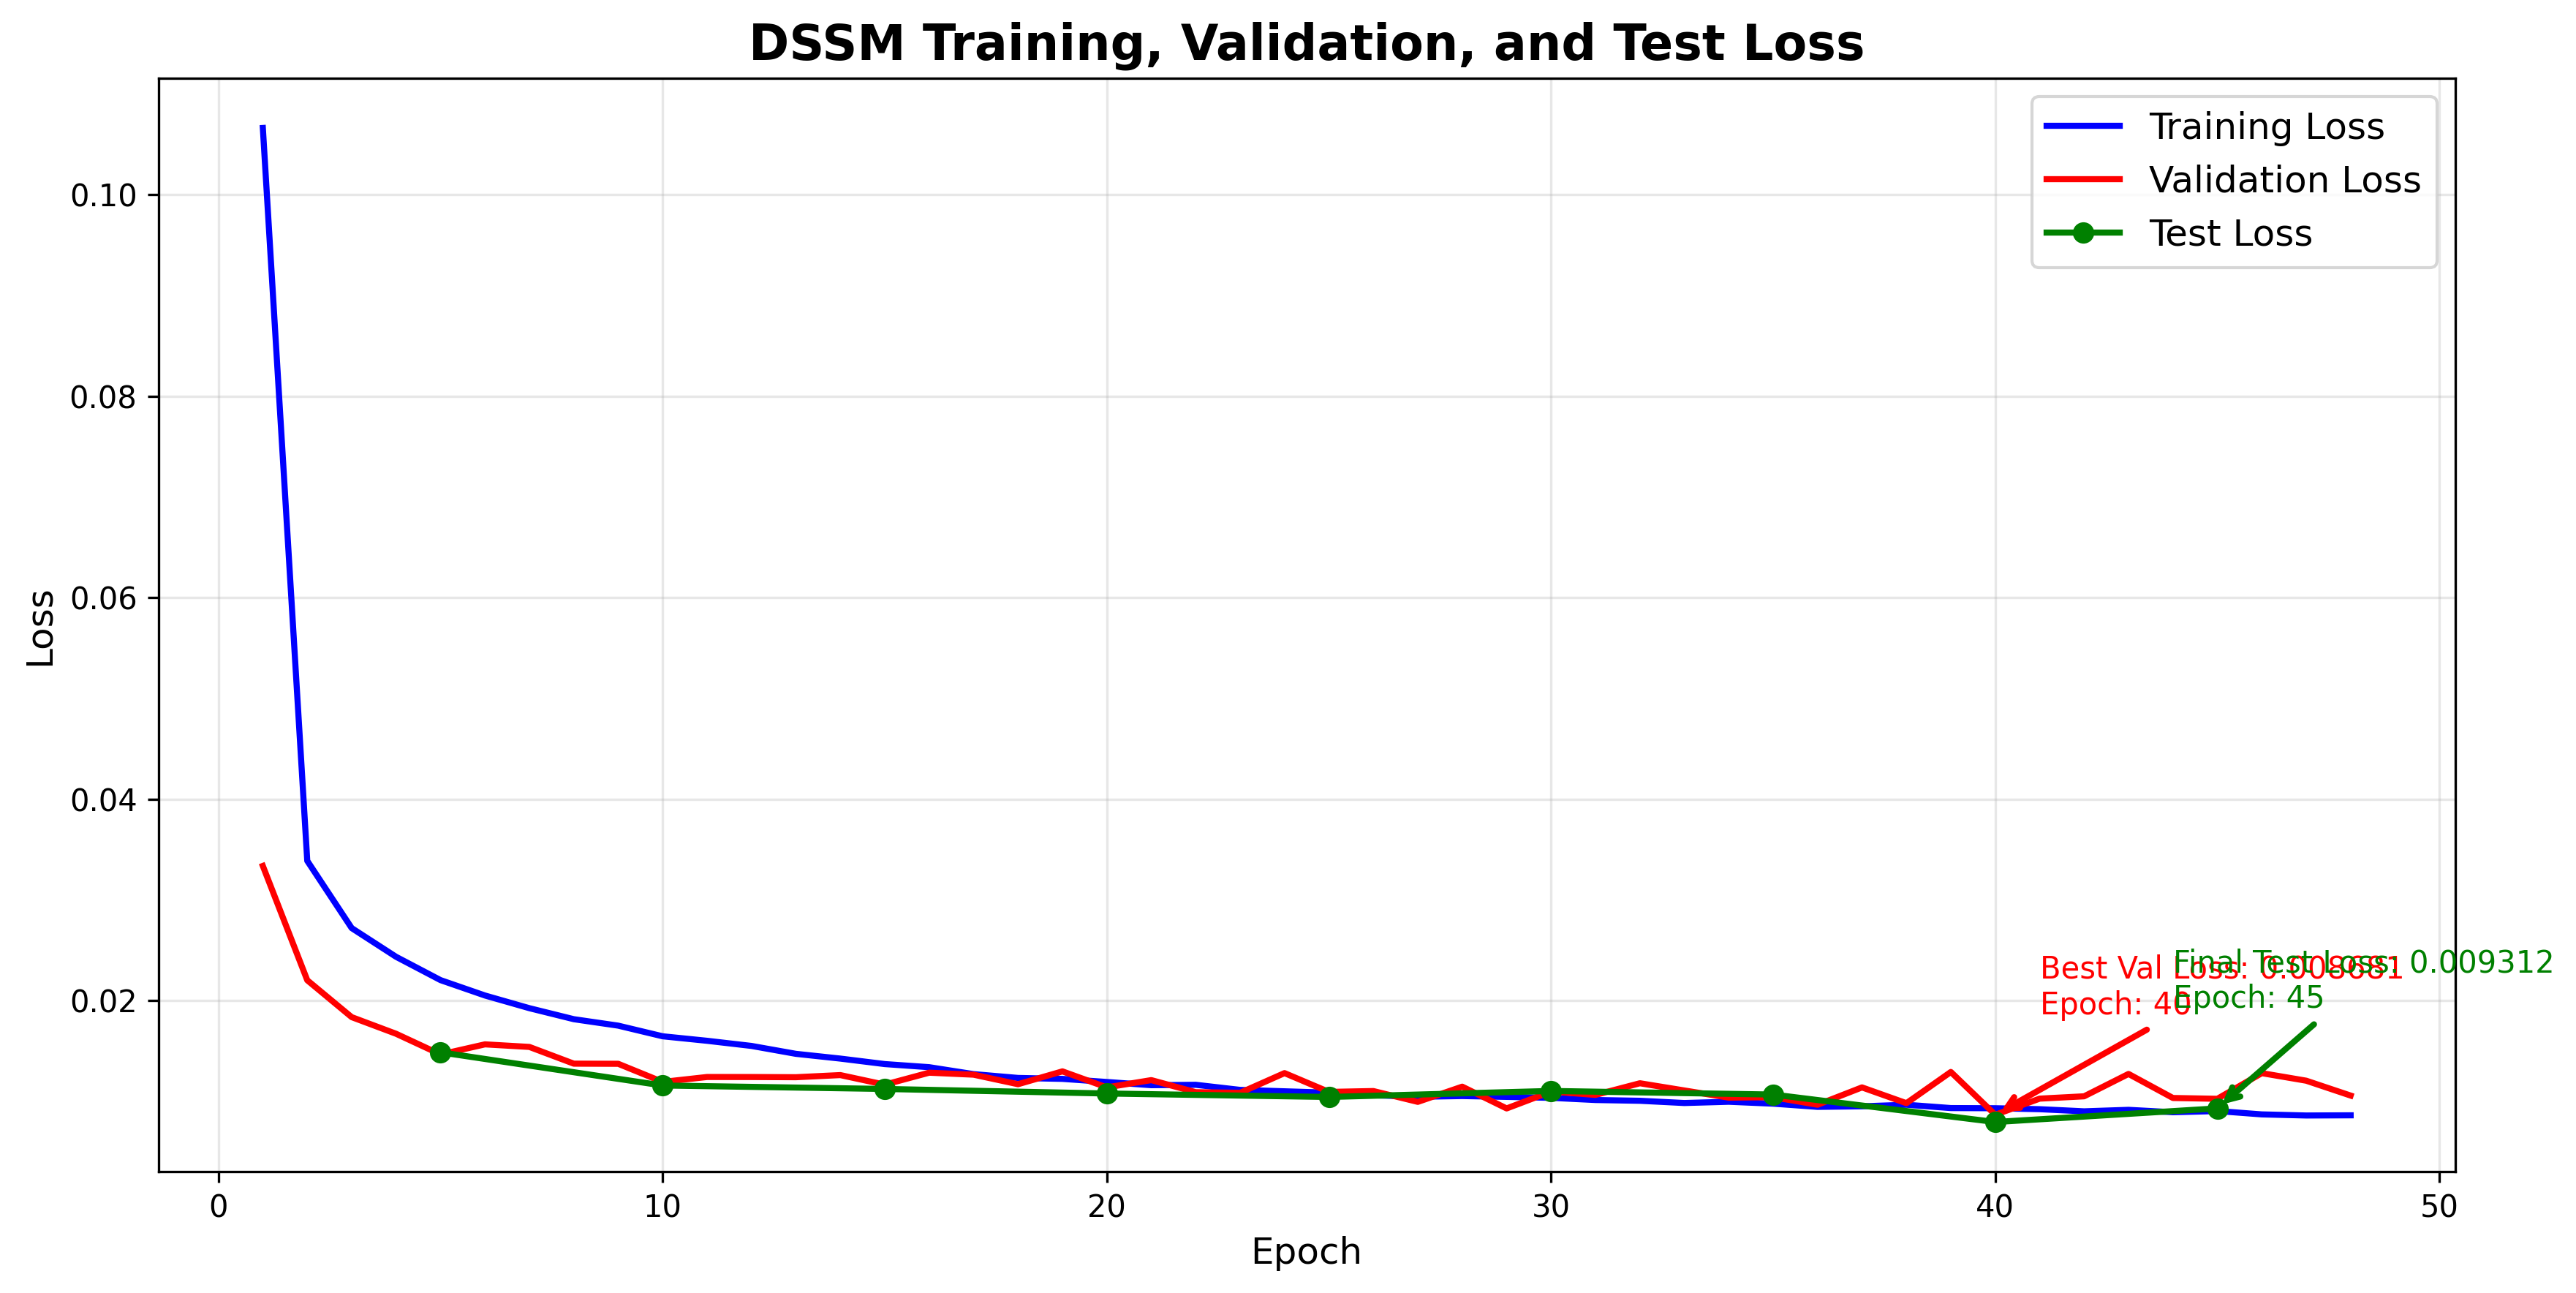 DSSM Training, Validation, and Test Loss
Training Loss
Validation Loss
Test Loss
Loss
0.10
0.08
0.06
0.04
0.02
Best Val Loss: 0.008681
Epoch: 40
Final Test Loss: 0.009312
Epoch: 45
0
10
20
30
40
50
Epoch